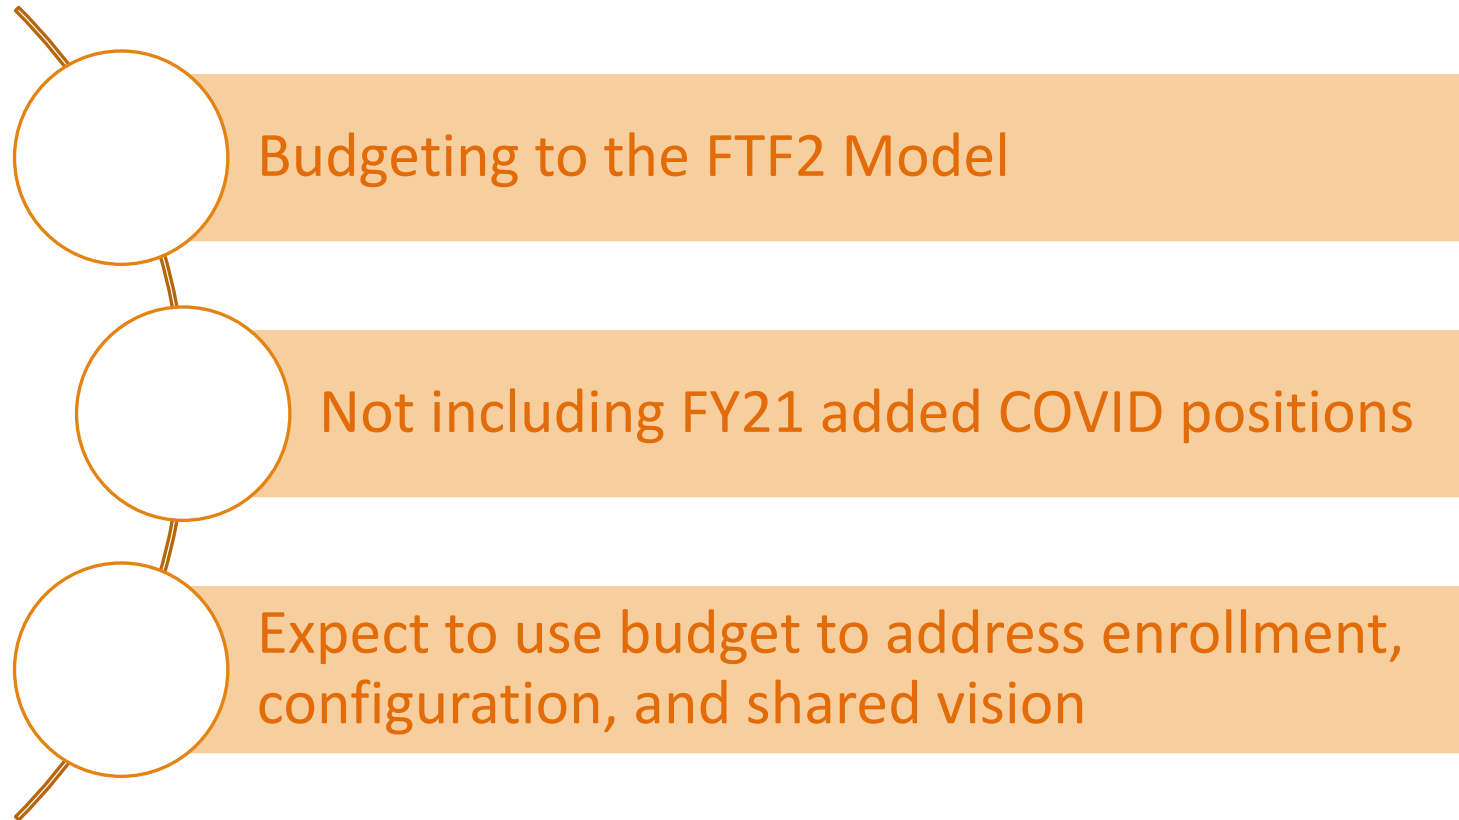 Budgeting to the FTF2 Model
Not including FY21 added COVID positions
Expect to use budget to address enrollment,
configuration, and shared vision